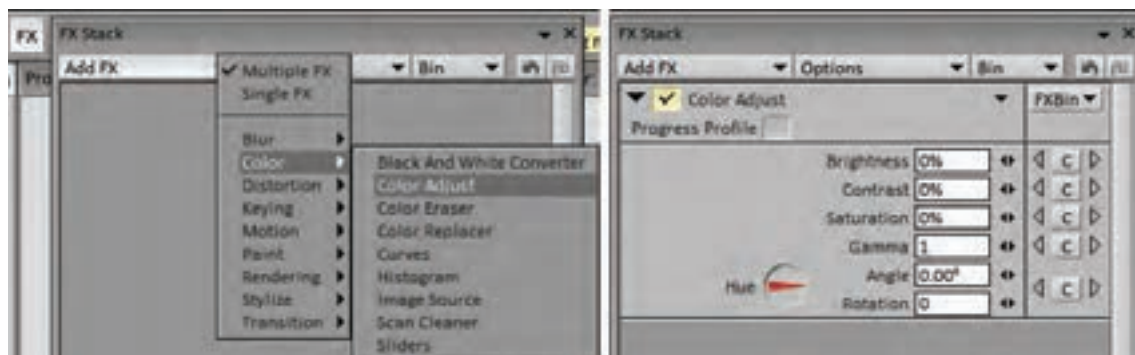 FX
FX Stack
Add FX
Bin
Multiple FX
Single FX
Blur
Color
Distortion
Keying
Motion
Paint
Rendering
Stylize
Transition
Black And White Converter
Color Adjust
Color Eraser
Color Replacer
Curves
Histogram
Image Source
Scan Cleaner
Sliders
FX Stack
Add FX
Options
Bin
Color Adjust
FXBin
Progress Profile
Brightness 0%
C
Contrast 0%
C
Saturation 0%
C
Gamma 1
C
Hue
Angle 0.00°
C
Rotation 0